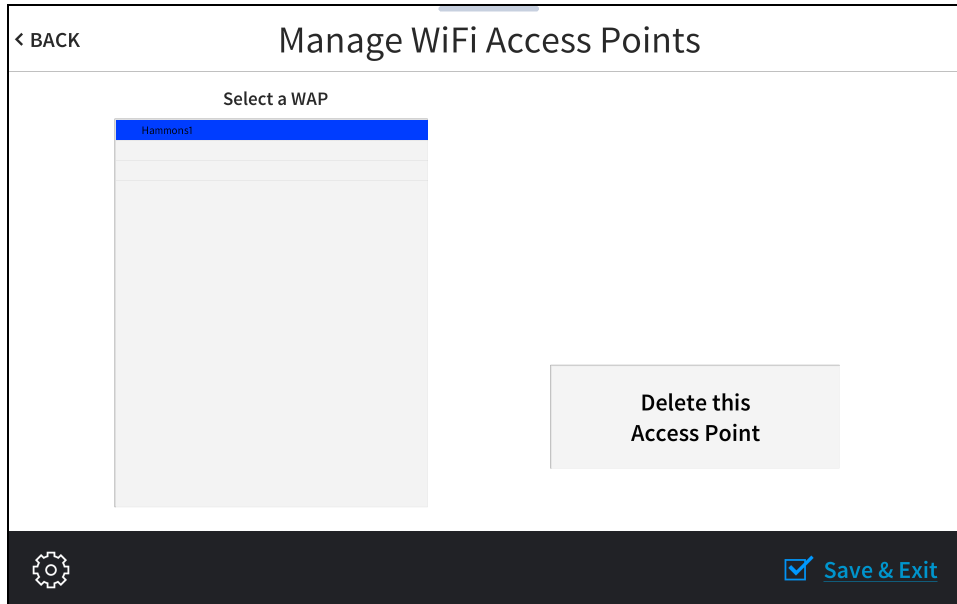 < BACK
Manage WiFi Access Points
Select a WAP
Hammons1
Delete this
Access Point
Save & Exit